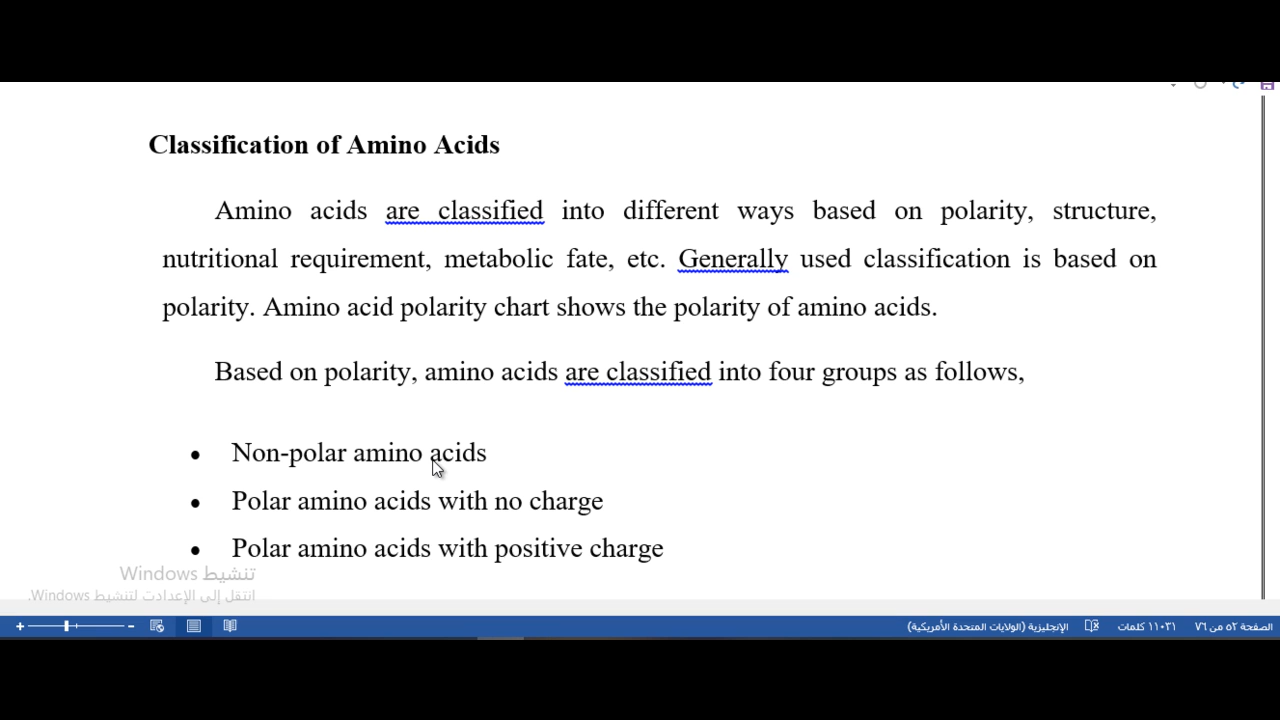 Classification of Amino Acids
Amino acids are classified into different ways based on polarity, structure,
nutritional requirement, metabolic fate, etc. Generally used classification is based on
polarity. Amino acid polarity chart shows the polarity of amino acids.
Based on polarity, amino acids are classified into four groups as follows,
• Non-polar amino acids
• Polar amino acids with no charge
• Polar amino acids with positive charge
تنشيط Windows
انتقل إلى الإعدادت لتنشيط Windows.
الصفحة ٥٢ من ٧٦ ١١٠٣١ كلمات الإنجليزية (الولايات المتحدة الأمريكية)